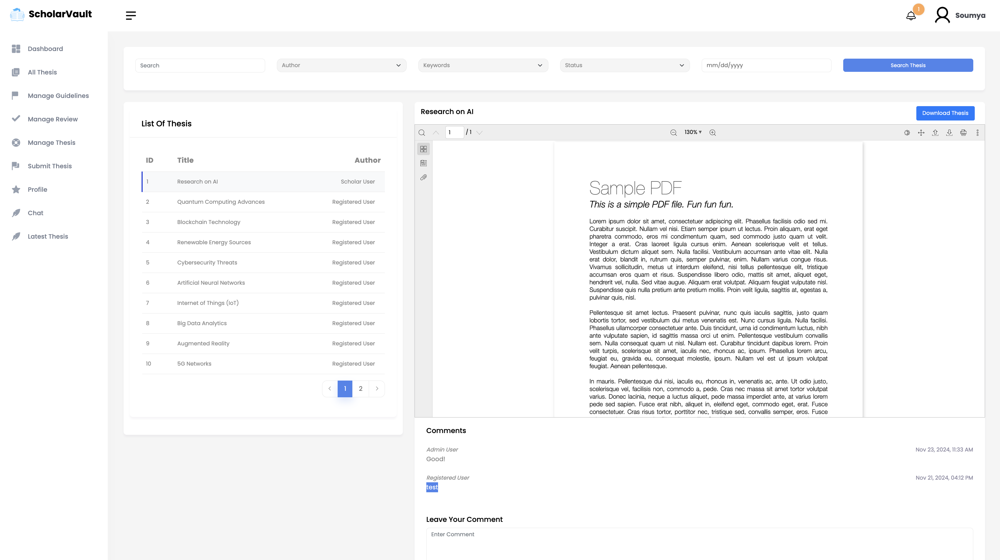 ScholarVault
1
Soumya
Dashboard
All Thesis
Manage Guidelines
Manage Review
Manage Thesis
Submit Thesis
Profile
Chat
Latest Thesis
Search
Author
Keywords
Status
mm/dd/yyyy
Search Thesis
List Of Thesis
ID Title Author
1 Research on AI Scholar User
2 Quantum Computing Advances Registered User
3 Blockchain Technology Registered User
4 Renewable Energy Sources Registered User
5 Cybersecurity Threats Registered User
6 Artificial Neural Networks Registered User
7 Internet of Things (IoT) Registered User
8 Big Data Analytics Registered User
9 Augmented Reality Registered User
10 5G Networks Registered User
1 2
Research on AI
Download Thesis
1 / 1
130%
Sample PDF
This is a simple PDF file. Fun fun fun.
Lorem ipsum dolor sit amet, consectetuer adipiscing elit. Phasellus facilisis odio sed mi.
Curabitur suscipit. Nullam vel nisi. Etiam semper ipsum ut lectus. Proin aliquam, erat eget
pharetra commodo, eros mi condimentum quam, sed commodo justo quam ut velit.
Integer a erat. Cras laoreet ligula cursus enim. Aenean scelerisque velit et tellus.
Vestibulum dictum aliquet sem. Nulla facilisi. Vestibulum accumsan ante vitae elit. Nulla
erat dolor, blandit in, rutrum quis, semper pulvinar, enim. Nullam varius congue risus.
Vivamus sollicitudin, metus ut interdum eleifend, nisi tellus pellentesque elit, tristique
accumsan eros quam et risus. Suspendisse libero odio, mattis sit amet, aliquet eget,
hendrerit vel, nulla. Sed vitae augue. Aliquam erat volutpat. Aliquam feugiat vulputate nisl.
Suspendisse quis nulla pretium ante pretium mollis. Proin velit ligula, sagittis at, egestas a,
pulvinar quis, nisl.
Pellentesque sit amet lectus. Praesent pulvinar, nunc quis iaculis sagittis, justo quam
lobortis tortor, sed vestibulum dui metus venenatis est. Nunc cursus ligula. Nulla facilisi.
Phasellus ullamcorper consectetuer ante. Duis tincidunt, urna id condimentum luctus, nibh
ante vulputate sapien, id sagittis massa orci ut enim. Pellentesque vestibulum convallis
sem. Nulla consequat quam ut nisl. Nullam est. Curabitur tincidunt dapibus lorem. Proin
velit turpis, scelerisque sit amet, iaculis nec, rhoncus ac, ipsum. Phasellus lorem arcu,
feugiat eu, gravida eu, consequat molestie, ipsum. Nullam vel est ut ipsum volutpat
feugiat. Aenean pellentesque.
In mauris. Pellentesque dui nisi, iaculis eu, rhoncus in, venenatis ac, ante. Ut odio justo,
scelerisque vel, facilisis non, commodo a, pede. Cras nec massa sit amet tortor volutpat
varius. Donec lacinia, neque a luctus aliquet, pede massa imperdiet ante, at varius lorem
pede sed sapien. Fusce erat nibh, aliquet in, eleifend eget, commodo eget, erat. Fusce
consectetuer. Cras risus tortor, porttitor nec, tristique sed, convallis semper, eros. Fusce
Comments
Admin User Nov 23, 2024, 11:33 AM
Good!
Registered User Nov 21, 2024, 04:12 PM
test
Leave Your Comment
Enter Comment